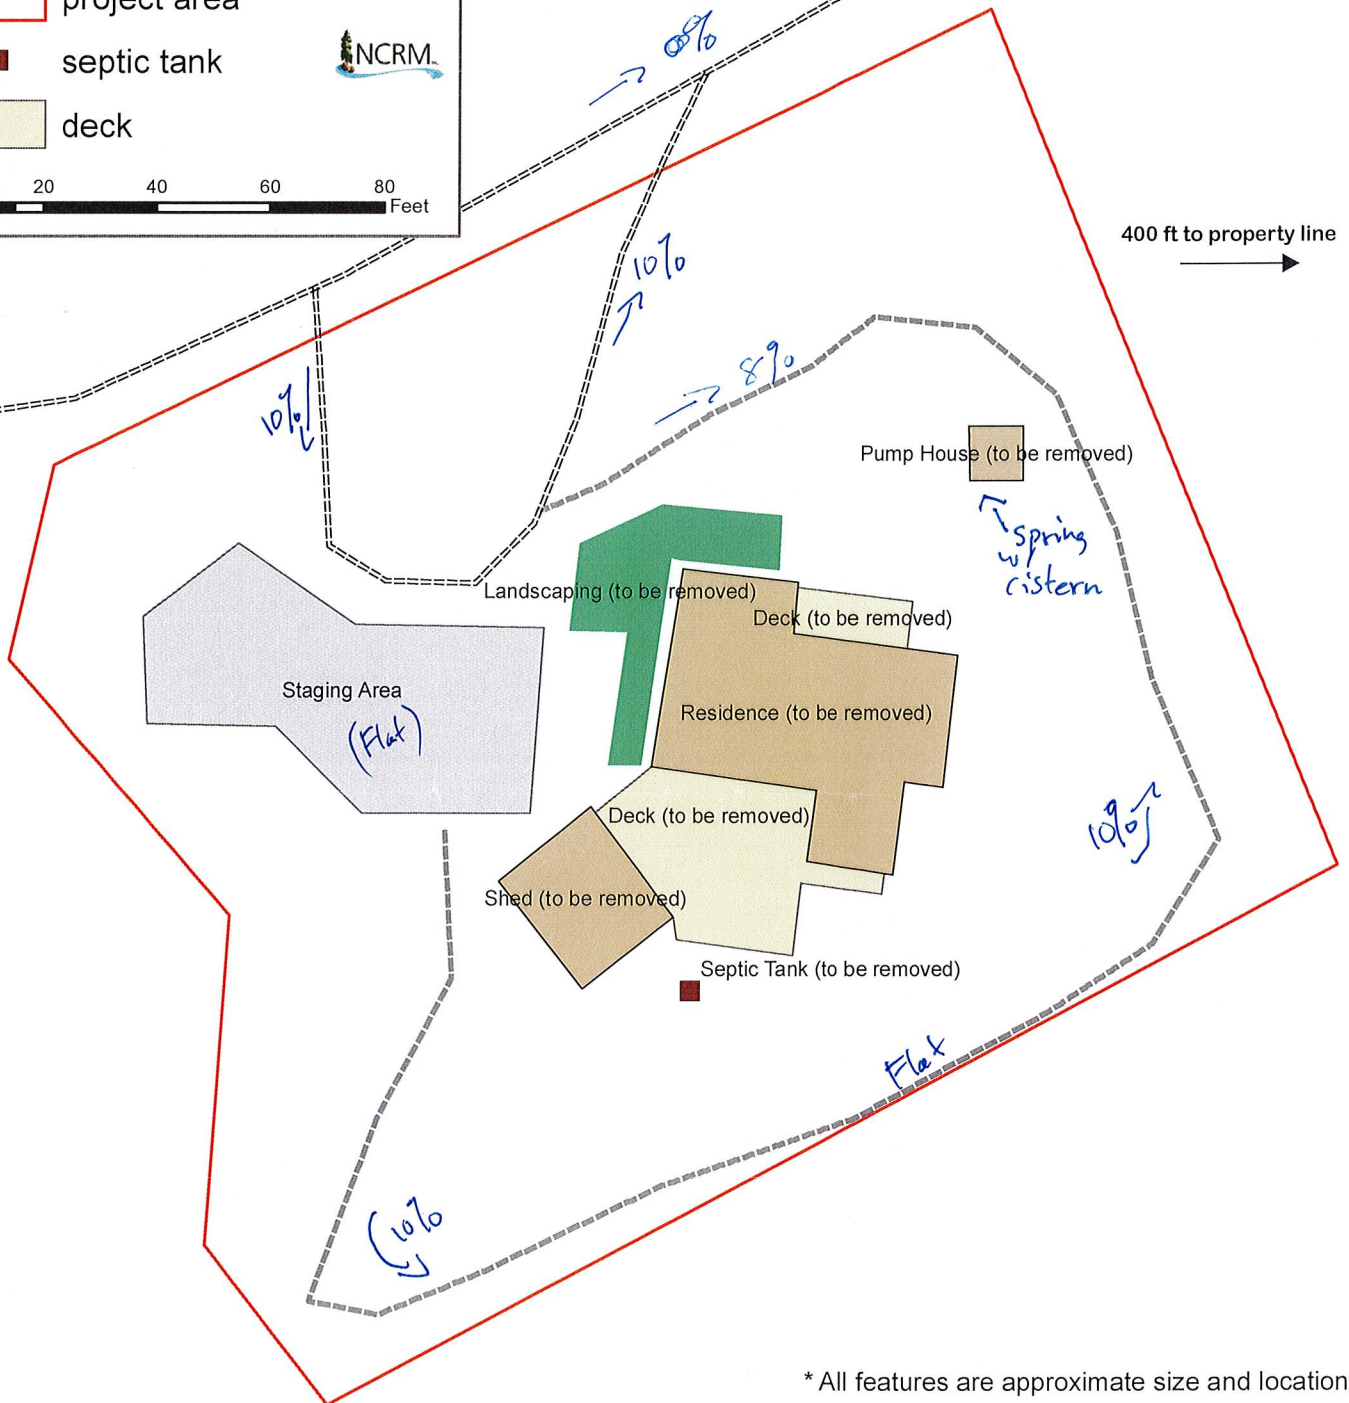 project area
septic tank
NCRM
deck
20 40 60 80
Feet
8%
400 ft to property line
10%
8%
10%
Pump House (to be removed)
spring
w/
cistern
Landscaping (to be removed)
Deck (to be removed)
Staging Area
(Flat)
Residence (to be removed)
Deck (to be removed)
10%
Shed (to be removed)
Septic Tank (to be removed)
Flat
10%
* All features are approximate size and location